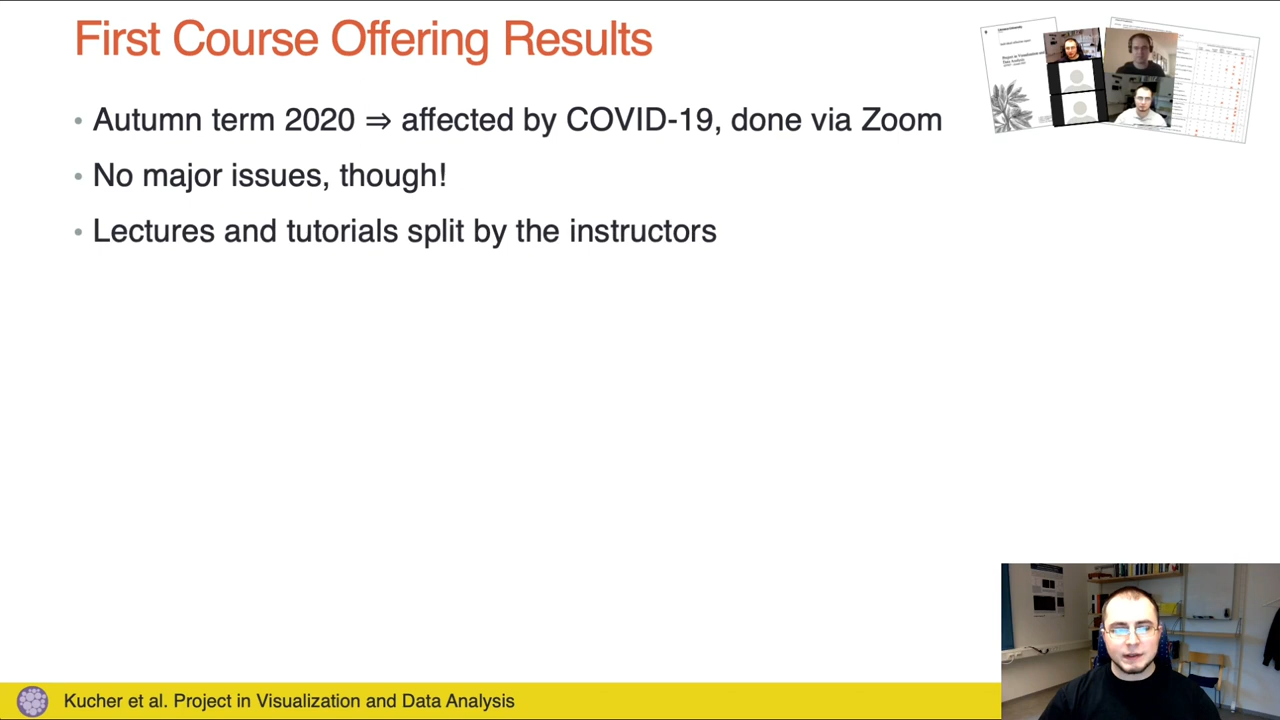 First Course Offering Results
• Autumn term 2020 ⇒ affected by COVID-19, done via Zoom
• No major issues, though!
• Lectures and tutorials split by the instructors
Kucher et al. Project in Visualization and Data Analysis